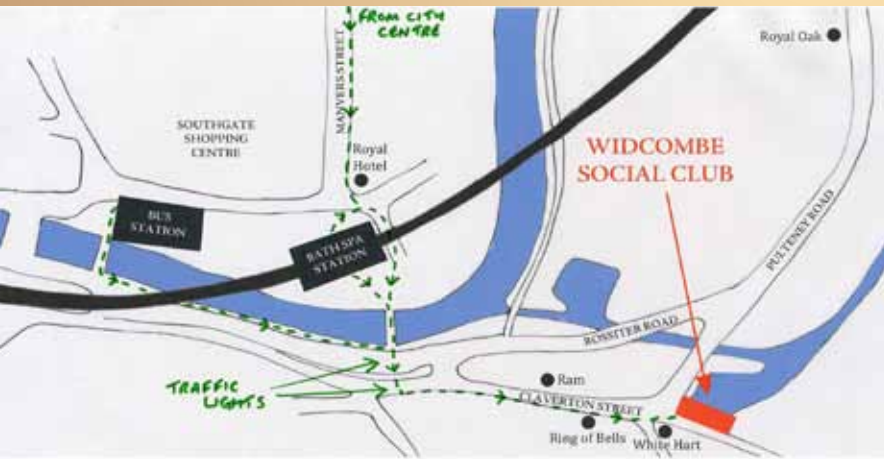 FROM CITY
CENTRE
MANVERS STREET
Royal Oak
SOUTHGATE
SHOPPING
CENTRE
Royal
Hotel
WIDCOMBE
SOCIAL CLUB
BUS
STATION
BATH SPA
STATION
PULTENEY ROAD
ROSSITER ROAD
TRAFFIC
LIGHTS
Ram
CLAVERTON STREET
Ring of Bells
White Hart